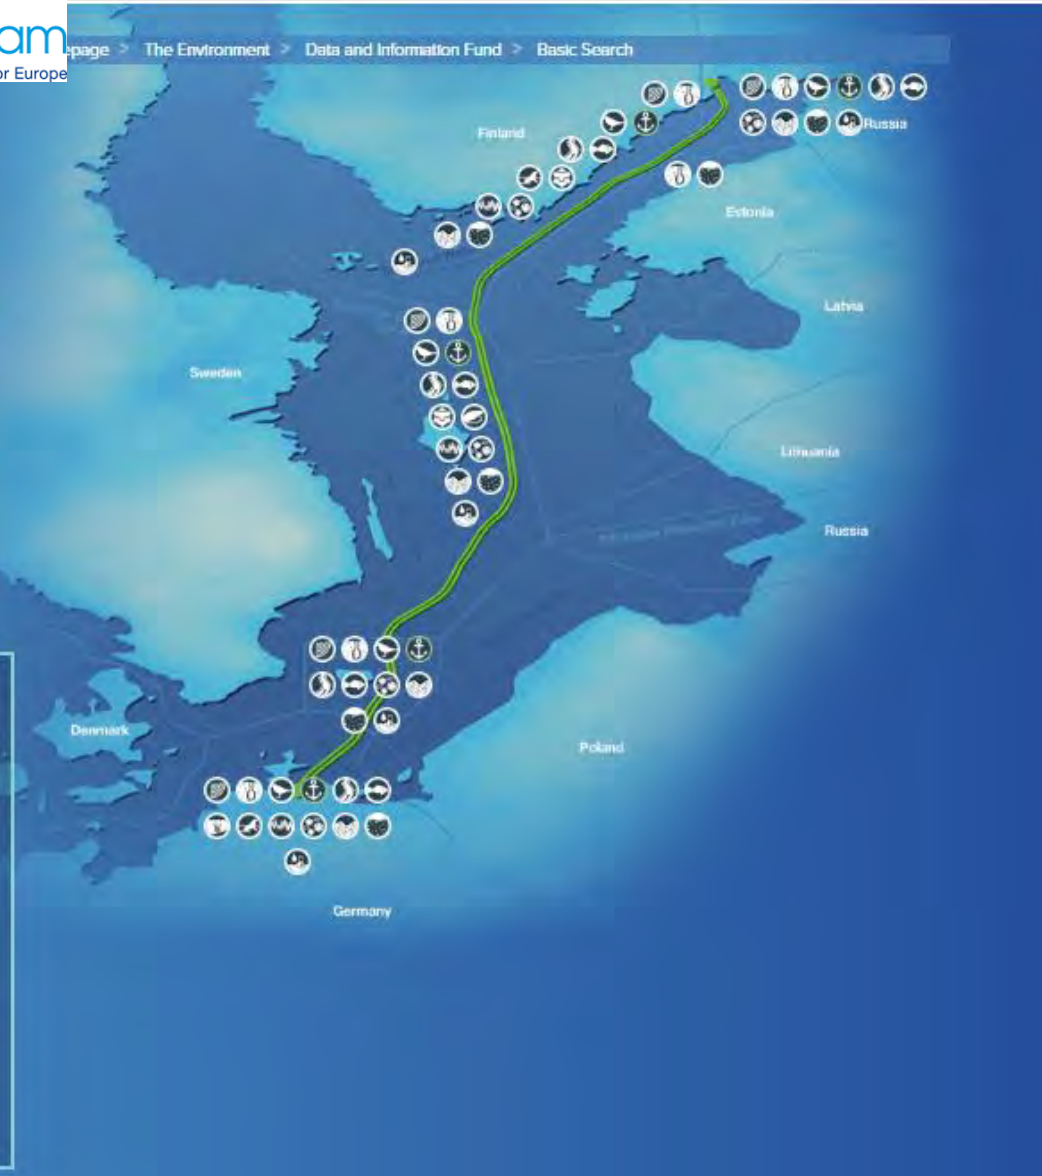 am
or Europe
epage > The Environment > Data and Information Fund > Basic Search
Finland
Russia
Estonia
Latvia
Sweden
Lithuania
Russia
Denmark
Poland
Germany